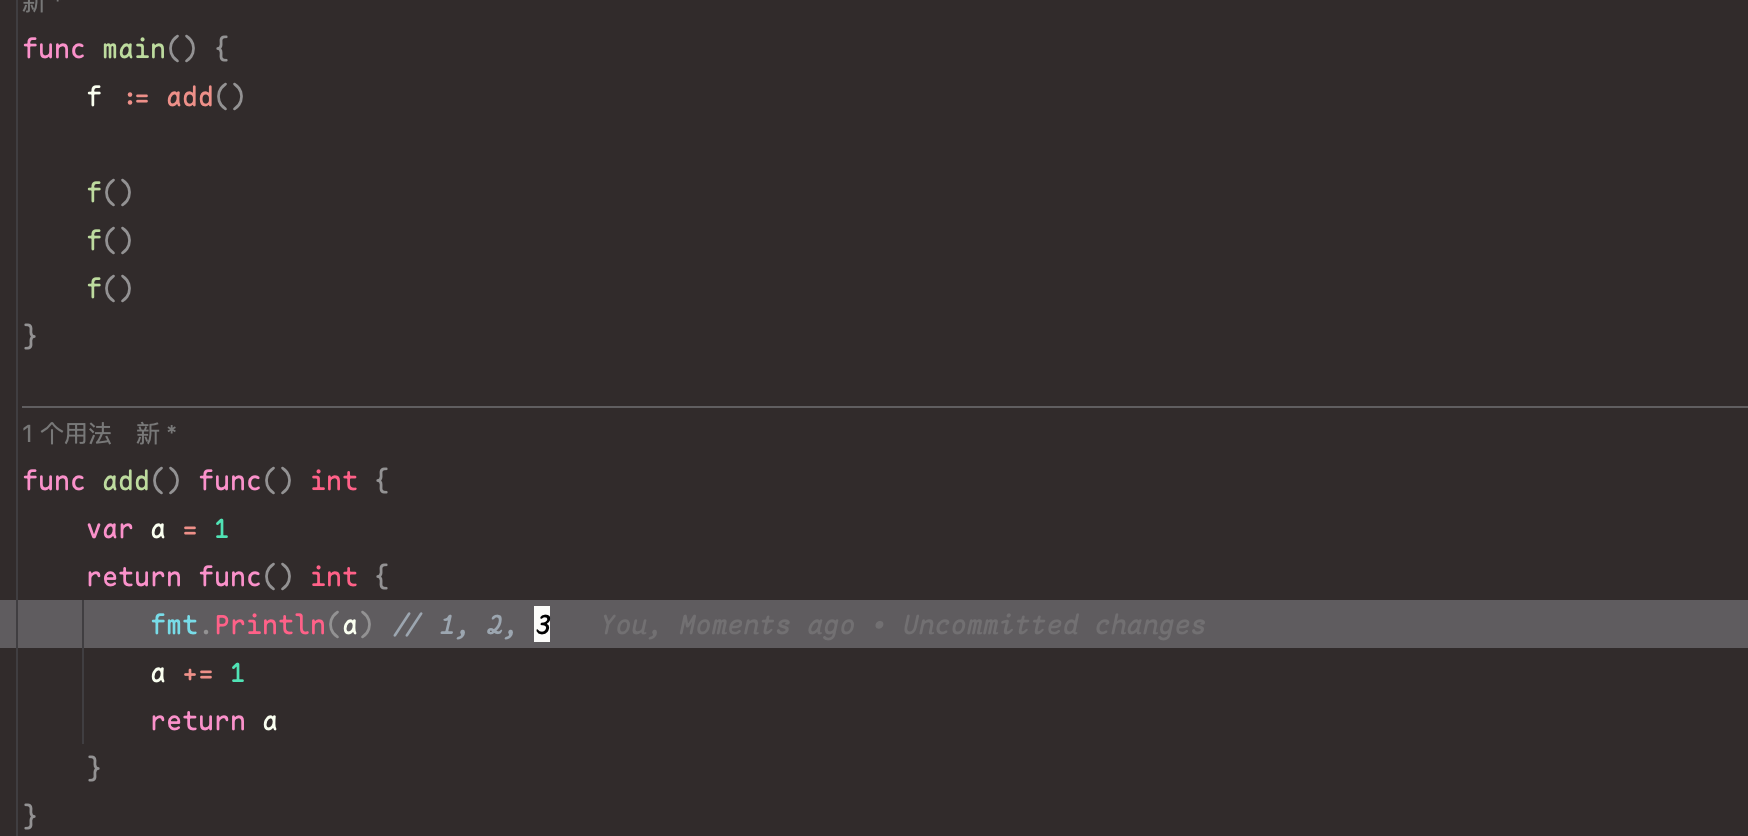 新 *
func main() {
    f := add()

    f()
    f()
    f()
}

1 个用法 新 *
func add() func() int {
    var a = 1
    return func() int {
        fmt.Println(a) // 1, 2, 3 You, Moments ago • Uncommitted changes
        a += 1
        return a
    }
}